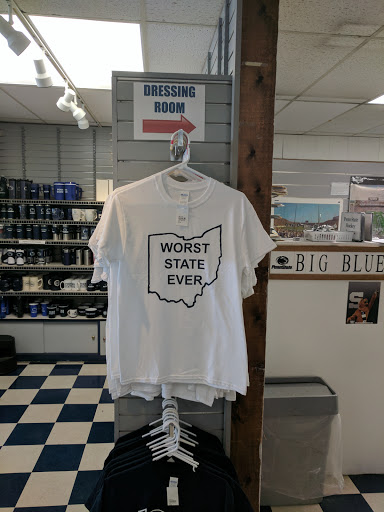 DRESSING
ROOM
WORST
STATE
EVER
BIG BLUE